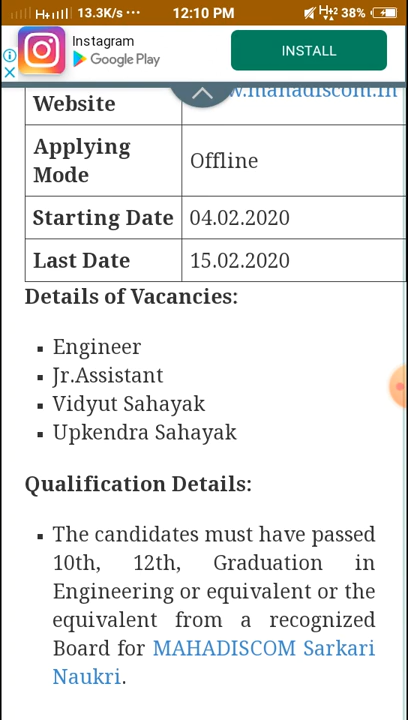 13.3K/s ... 12:10 PM 38%
Instagram
Google Play
INSTALL
Website w.mahadiscom.in
Applying Mode Offline
Starting Date 04.02.2020
Last Date 15.02.2020
Details of Vacancies:
Engineer
Jr.Assistant
Vidyut Sahayak
Upkendra Sahayak
Qualification Details:
The candidates must have passed
10th, 12th, Graduation in
Engineering or equivalent or the
equivalent from a recognized
Board for MAHADISCOM Sarkari
Naukri.